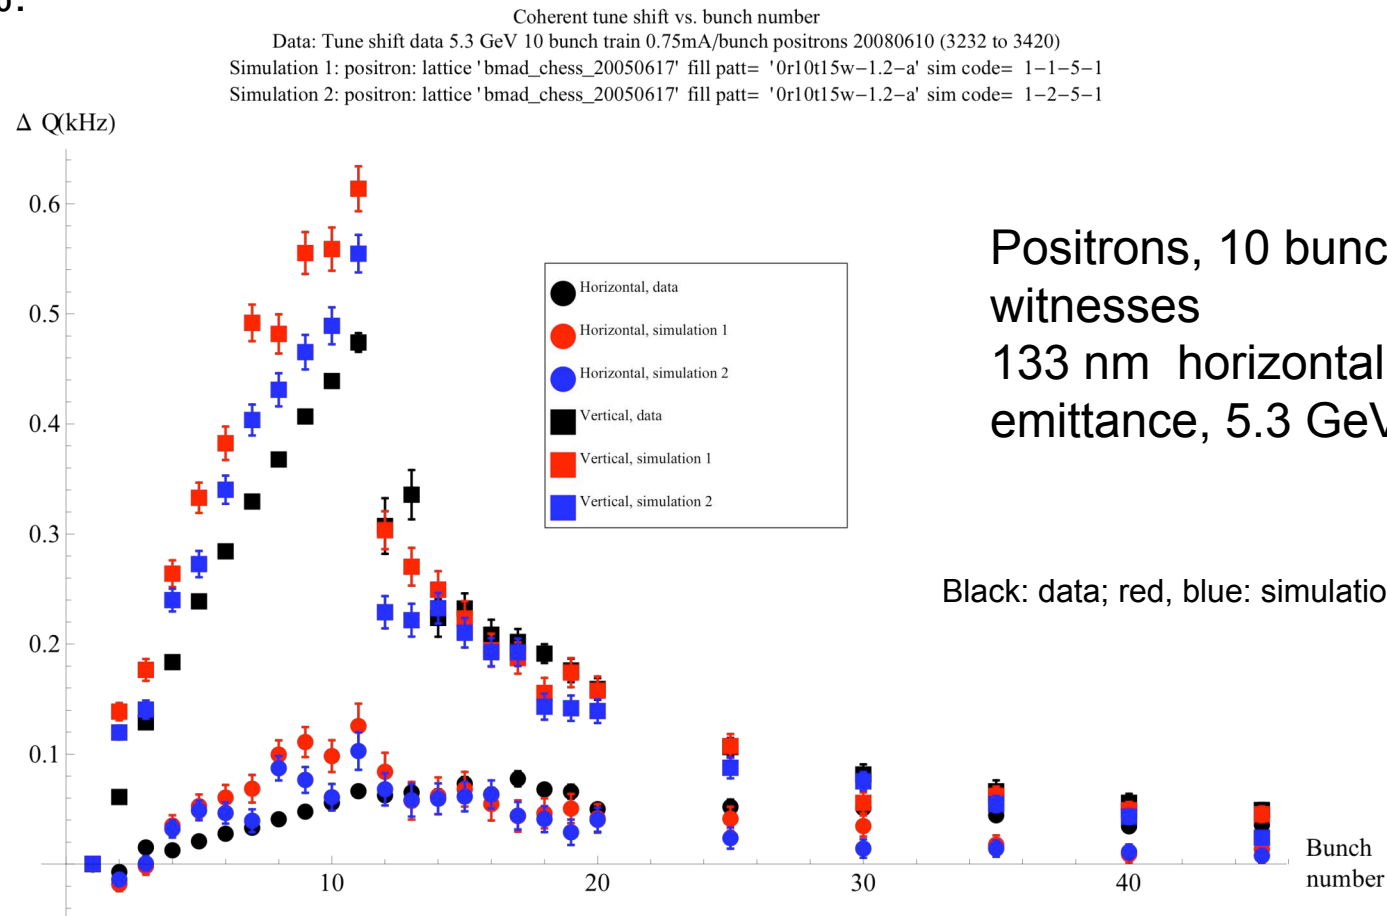 Coherent tune shift vs. bunch number
Data: Tune shift data 5.3 GeV 10 bunch train 0.75mA/bunch positrons 20080610 (3232 to 3420)
Simulation 1: positron: lattice 'bmad_chess_20050617' fill patt= '0r10t15w−1.2−a' sim code= 1−1−5−1
Simulation 2: positron: lattice 'bmad_chess_20050617' fill patt= '0r10t15w−1.2−a' sim code= 1−2−5−1
Δ Q(kHz)
0.6
0.5
0.4
0.3
0.2
0.1
Horizontal, data
Horizontal, simulation 1
Horizontal, simulation 2
Vertical, data
Vertical, simulation 1
Vertical, simulation 2
Positrons, 10 bunc
witnesses
133 nm horizontal
emittance, 5.3 GeV
Black: data; red, blue: simulatio
10
20
30
40
Bunch
number